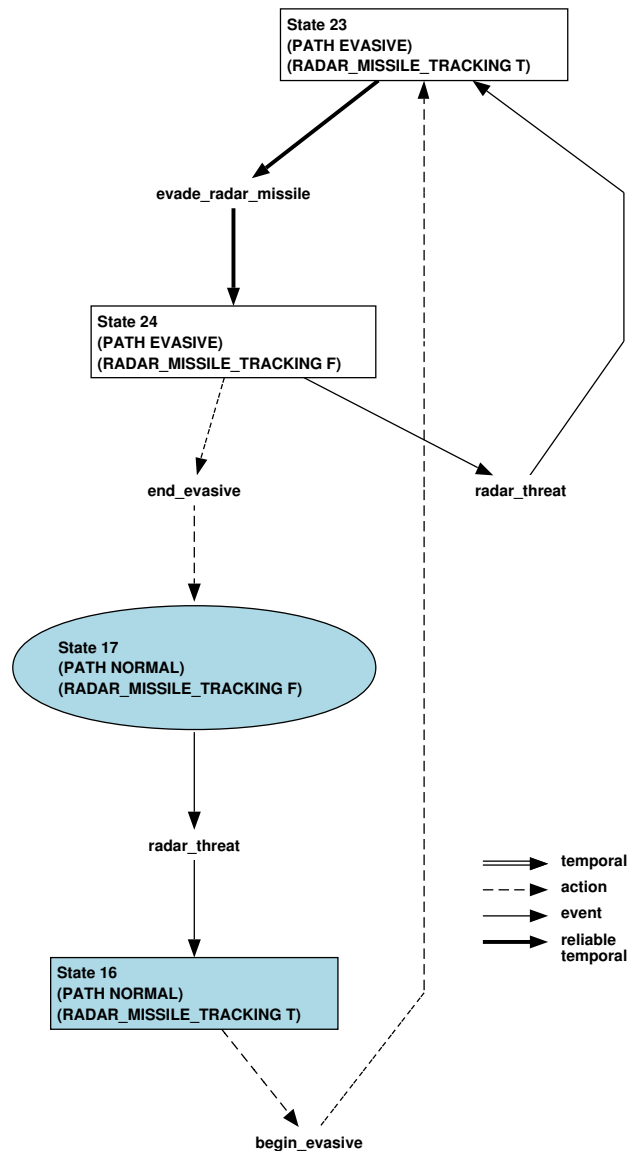 State 23
(PATH EVASIVE)
(RADAR_MISSILE_TRACKING T)
evade_radar_missile
State 24
(PATH EVASIVE)
(RADAR_MISSILE_TRACKING F)
end_evasive
radar_threat
State 17
(PATH NORMAL)
(RADAR_MISSILE_TRACKING F)
radar_threat
State 16
(PATH NORMAL)
(RADAR_MISSILE_TRACKING T)
begin_evasive
temporal
action
event
reliable
temporal